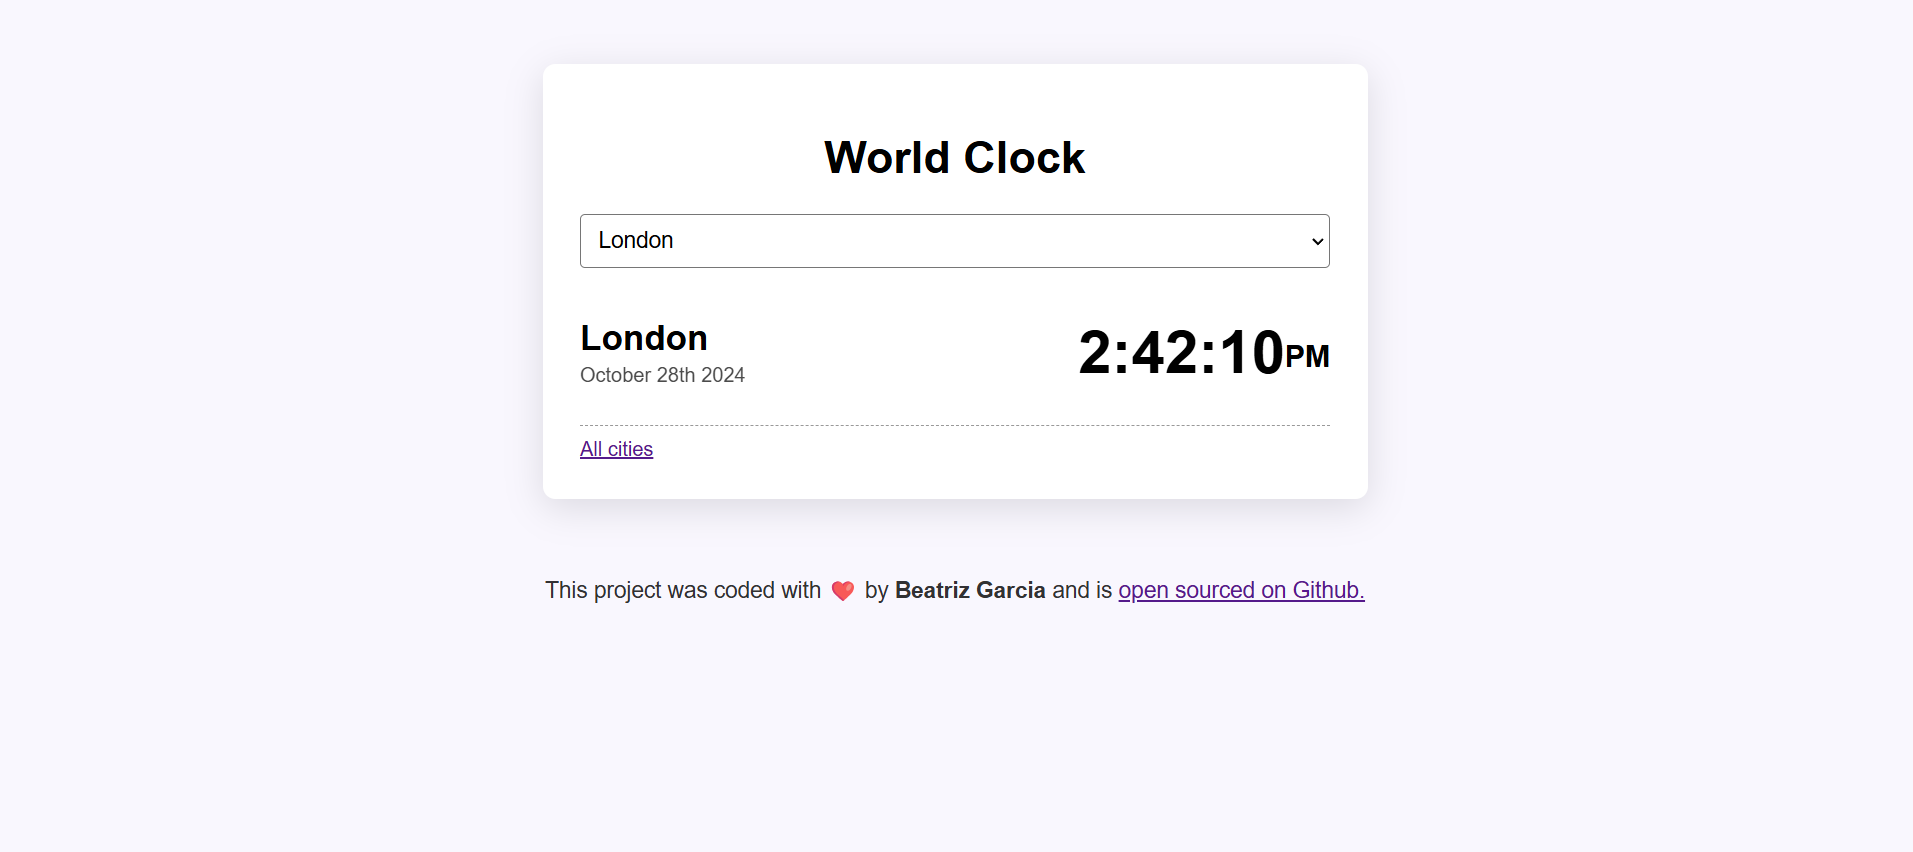 World Clock
London
London
October 28th 2024
2:42:10PM
All cities
This project was coded with ❤️ by Beatriz Garcia and is open sourced on Github.